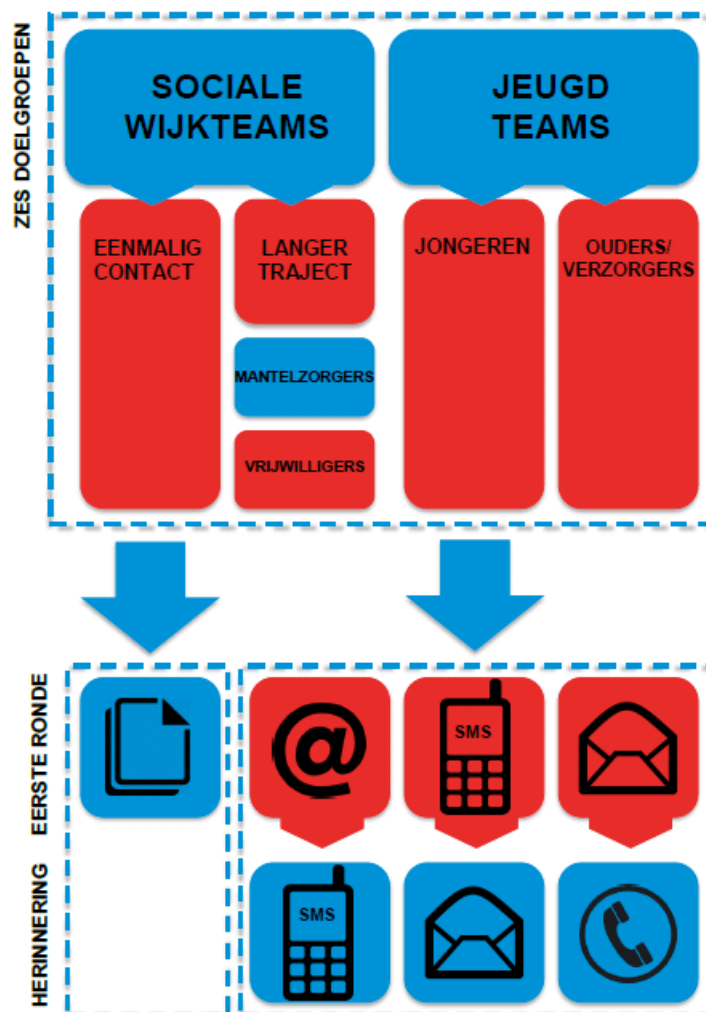 ZES DOELGROEPEN
SOCIALE
WIJKTEAMS
JEUGD
TEAMS
EENMALIG
CONTACT
LANGER
TRAJECT
JONGEREN
OUDERS/
VERZORGERS
MANTELZORGERS
VRIJWILLIGERS
EERSTE RONDE
@
SMS
HERINNERING
SMS